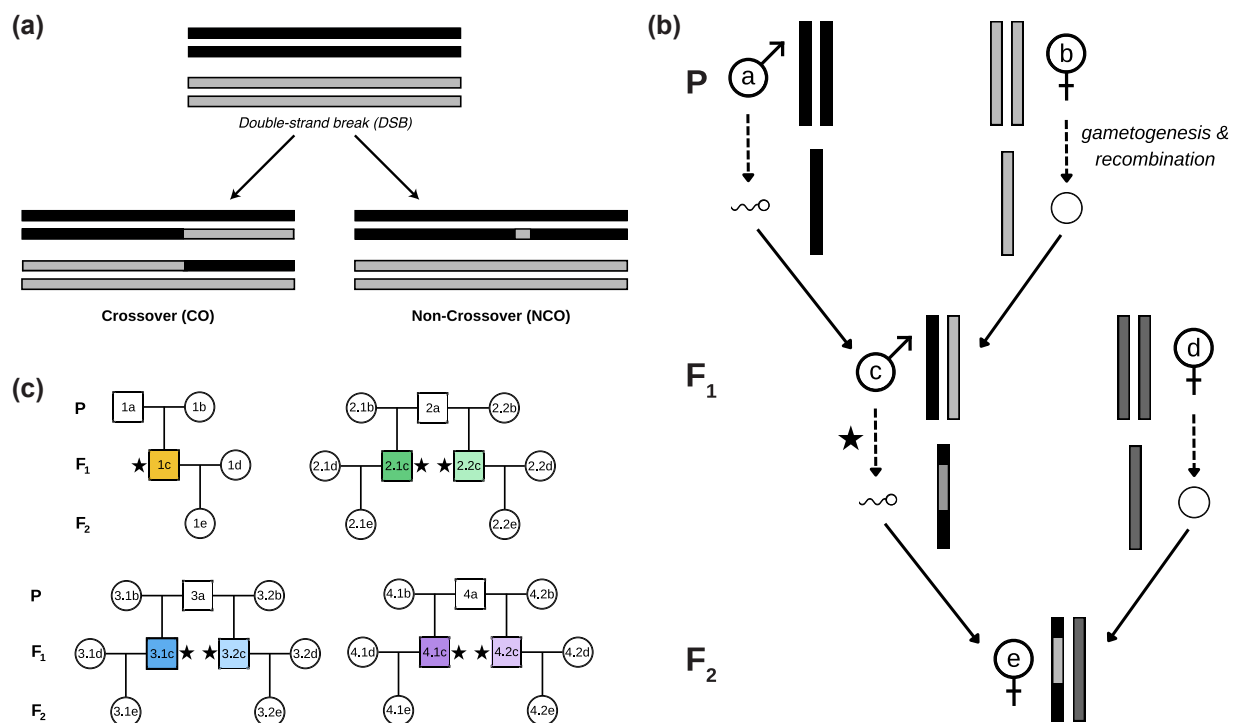 (a)
Double-strand break (DSB)
Crossover (CO)
Non-Crossover (NCO)
(b)
P
a
b
gametogenesis &
recombination
F1
c
d
F2
e
(c)
P
1a
1b
F1
1c
1d
F2
1e
2.1b
2a
2.2b
2.1d
2.1c
2.2c
2.2d
2.1e
2.2e
P
3.1b
3a
3.2b
F1
3.1d
3.1c
3.2c
3.2d
F2
3.1e
3.2e
4.1b
4a
4.2b
4.1d
4.1c
4.2c
4.2d
4.1e
4.2e